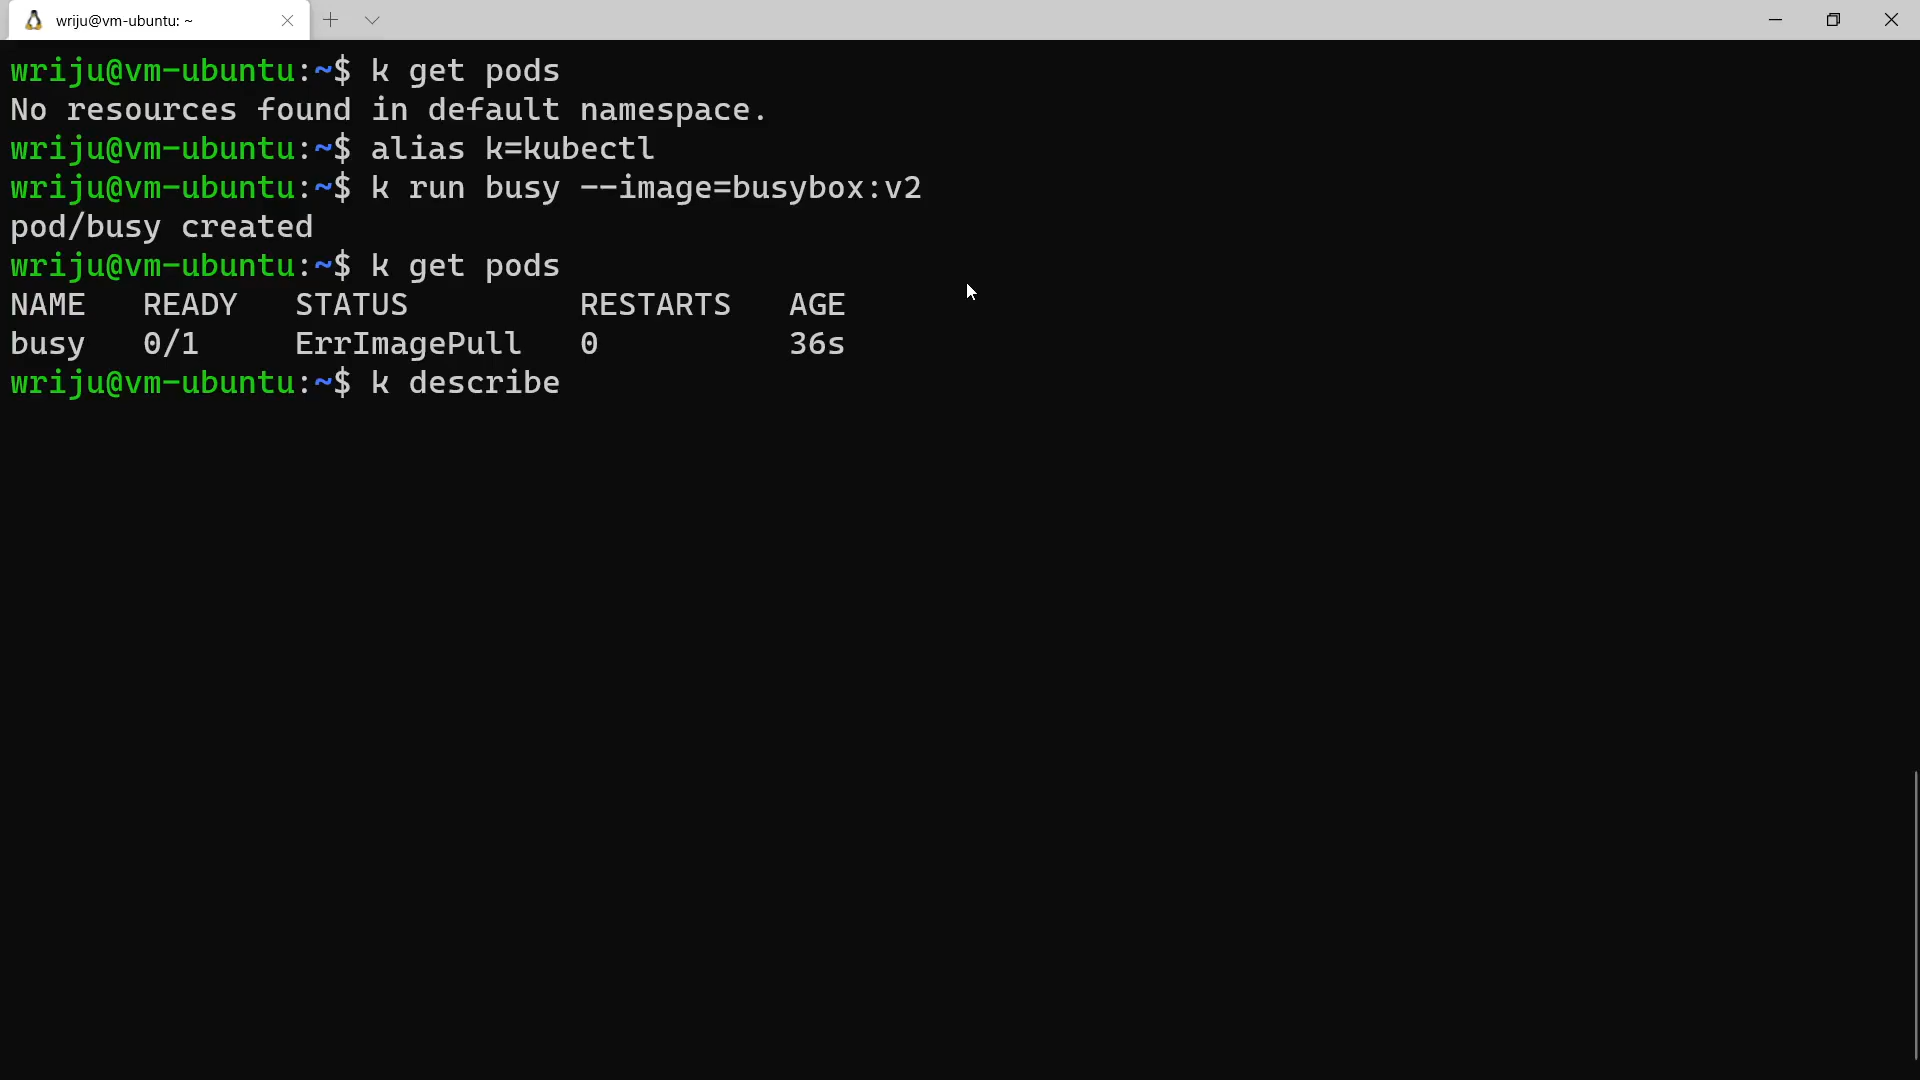 wriju@vm-ubuntu: ~
wriju@vm-ubuntu:~$ k get pods
No resources found in default namespace.
wriju@vm-ubuntu:~$ alias k=kubectl
wriju@vm-ubuntu:~$ k run busy --image=busybox:v2
pod/busy created
wriju@vm-ubuntu:~$ k get pods
NAME   READY   STATUS         RESTARTS   AGE
busy   0/1     ErrImagePull   0          36s
wriju@vm-ubuntu:~$ k describe